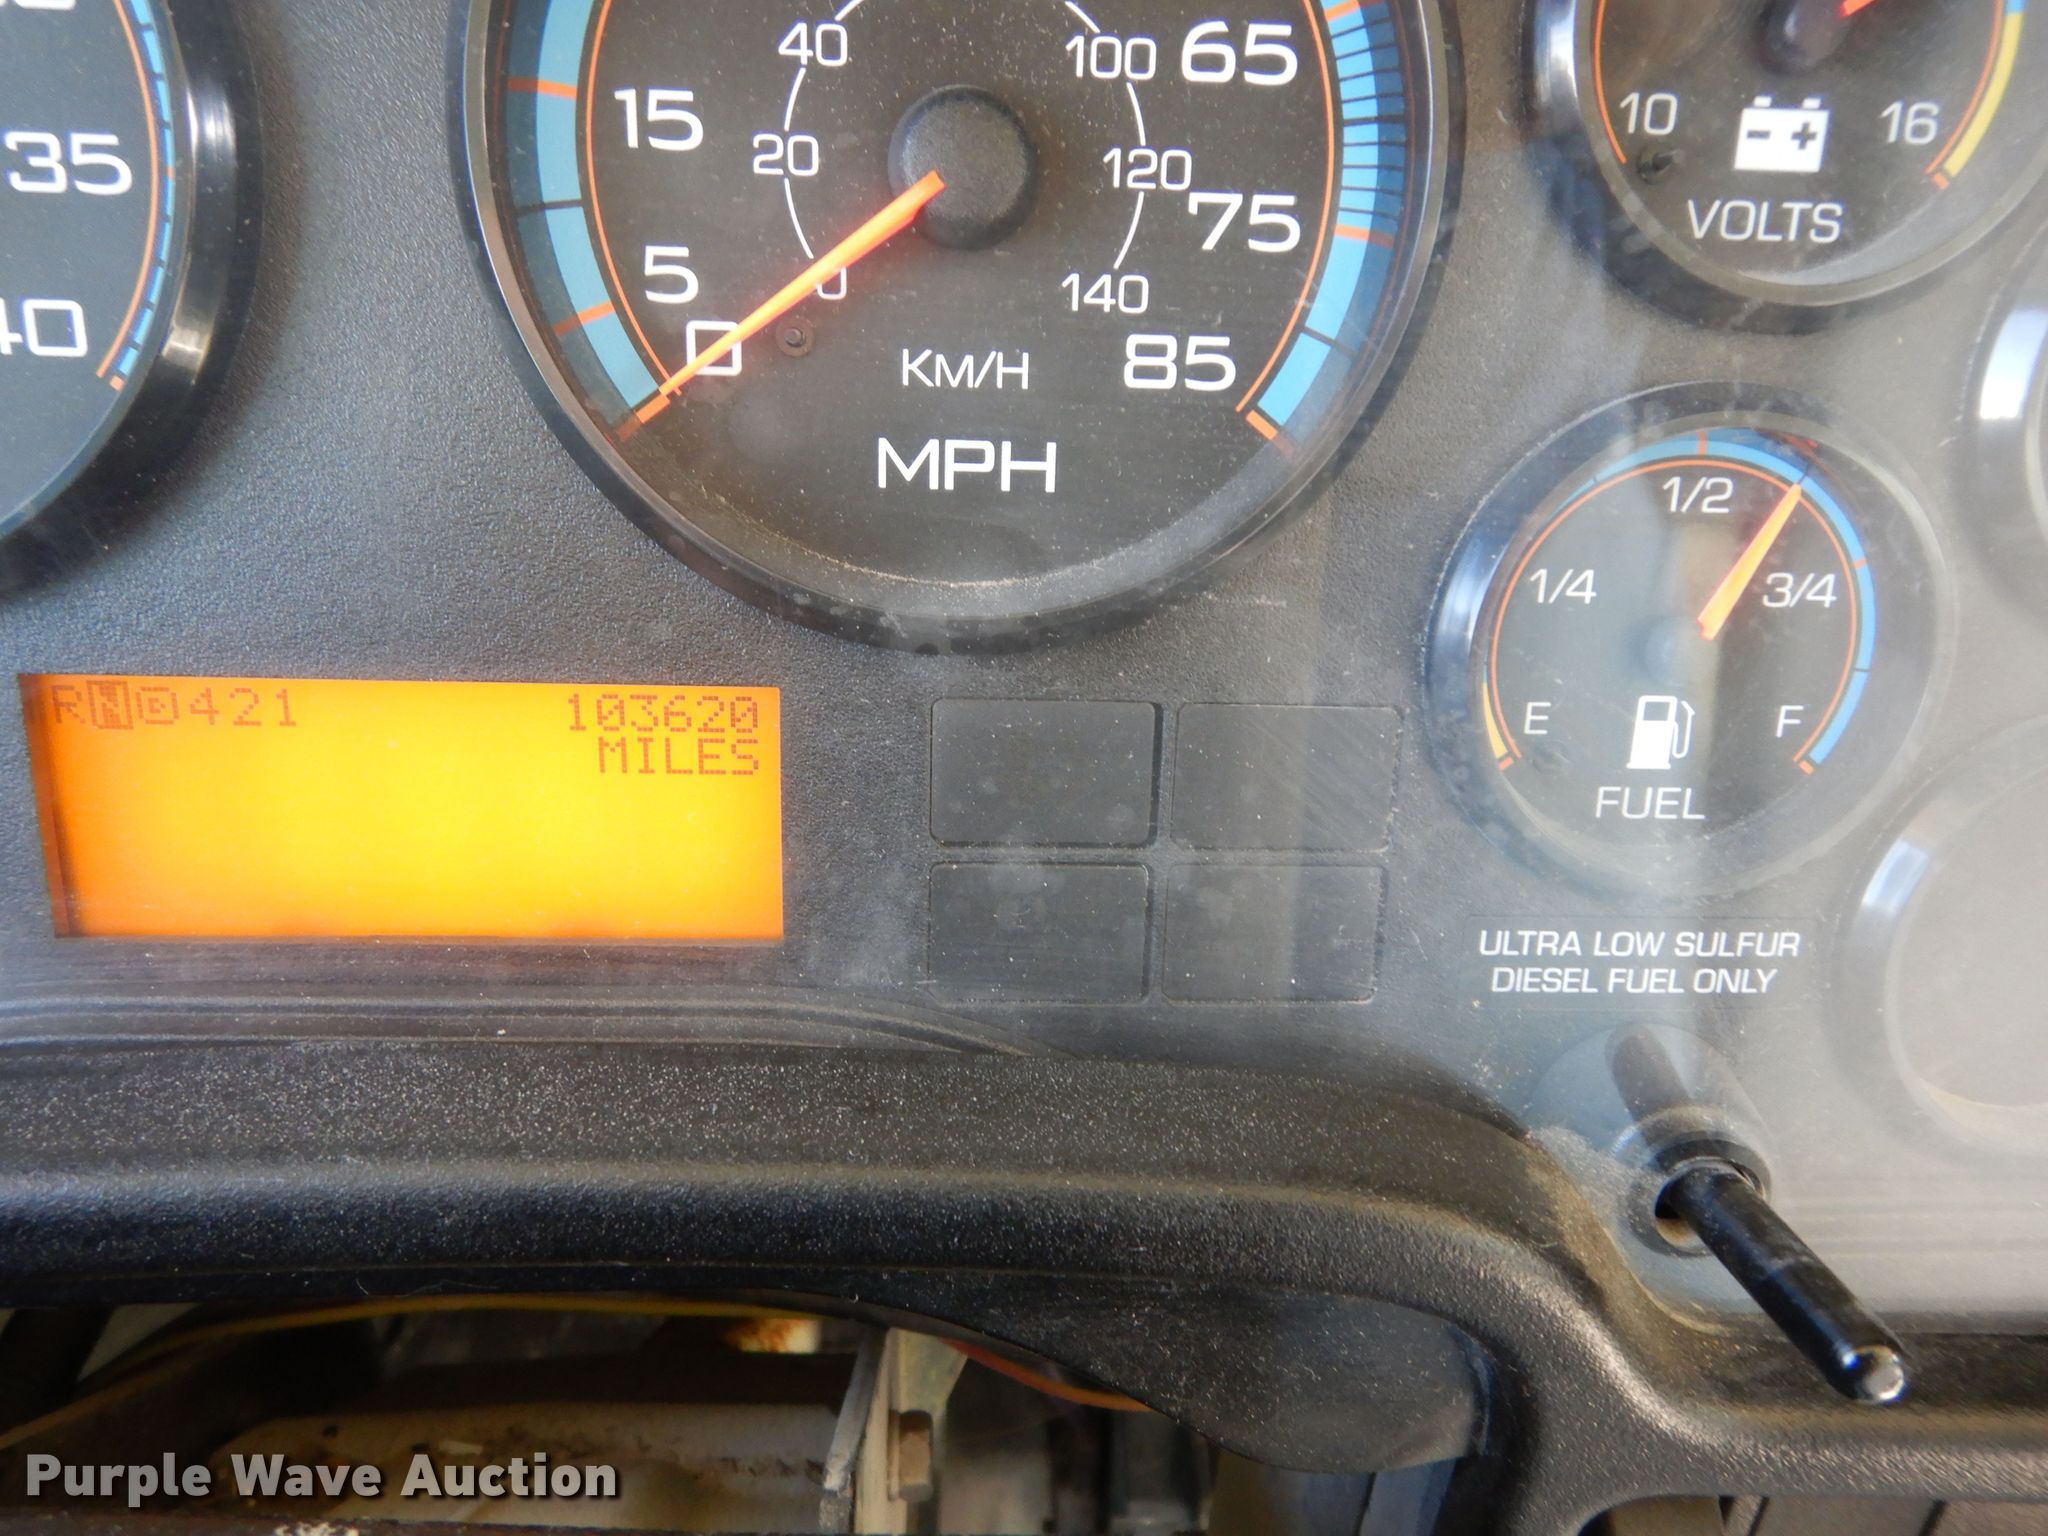 35
40
15
5
0
40
20
0
100
120
140
65
75
85
KM/H
MPH
10
16
- +
VOLTS
1/4
1/2
3/4
E
F
FUEL
RND421 103620
MILES
ULTRA LOW SULFUR
DIESEL FUEL ONLY
Purple Wave Auction